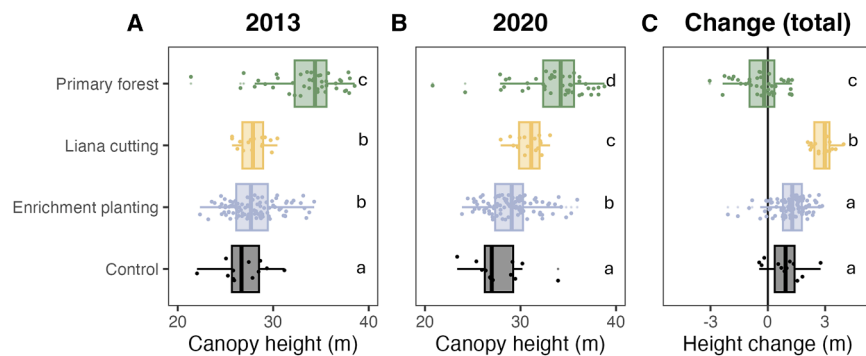 A 2013 B 2020 C Change (total)
Primary forest c d c
Liana cutting b c b
Enrichment planting b b a
Control a a a
20 30 40 20 30 40 -3 0 3
Canopy height (m) Canopy height (m) Height change (m)